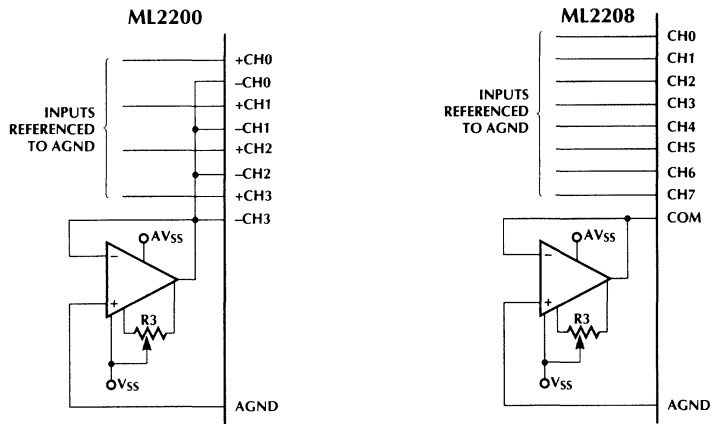 ML2200
+CH0
–CH0
+CH1
–CH1
+CH2
–CH2
+CH3
–CH3
INPUTS
REFERENCED
TO AGND
AVSS
–
+
R3
VSS
AGND
ML2208
CH0
CH1
CH2
CH3
CH4
CH5
CH6
CH7
COM
INPUTS
REFERENCED
TO AGND
AVSS
–
+
R3
VSS
AGND